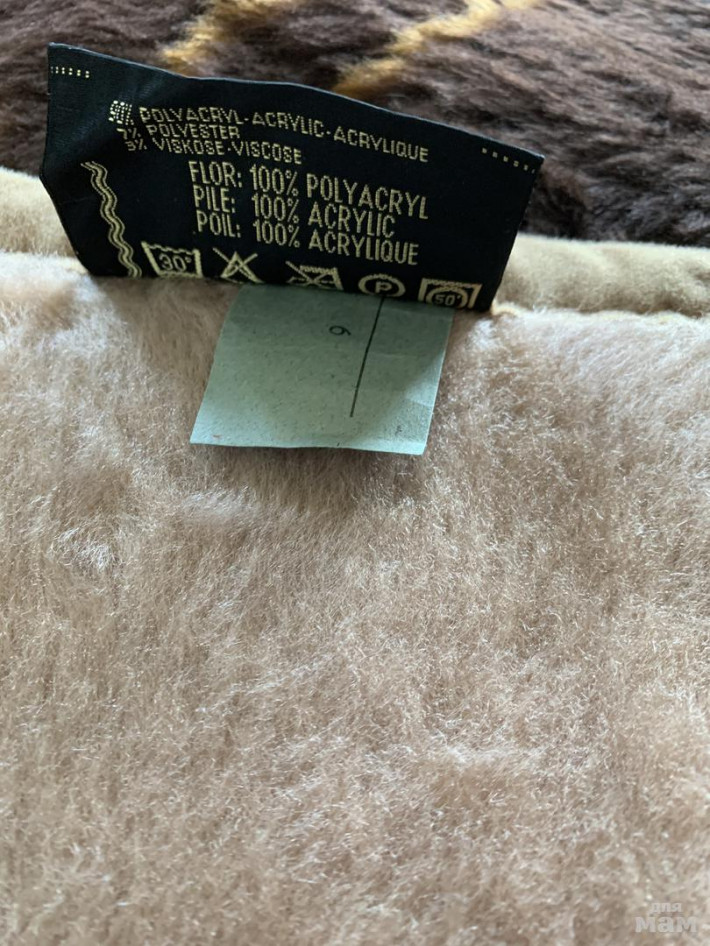 90% POLYACRYL-ACRYLIC-ACRYLIQUE
7% POLYESTER
3% VISKOSE-VISCOSE
FLOR: 100% POLYACRYL
PILE: 100% ACRYLIC
POIL: 100% ACRYLIQUE
30° P 50°
6
для
мам